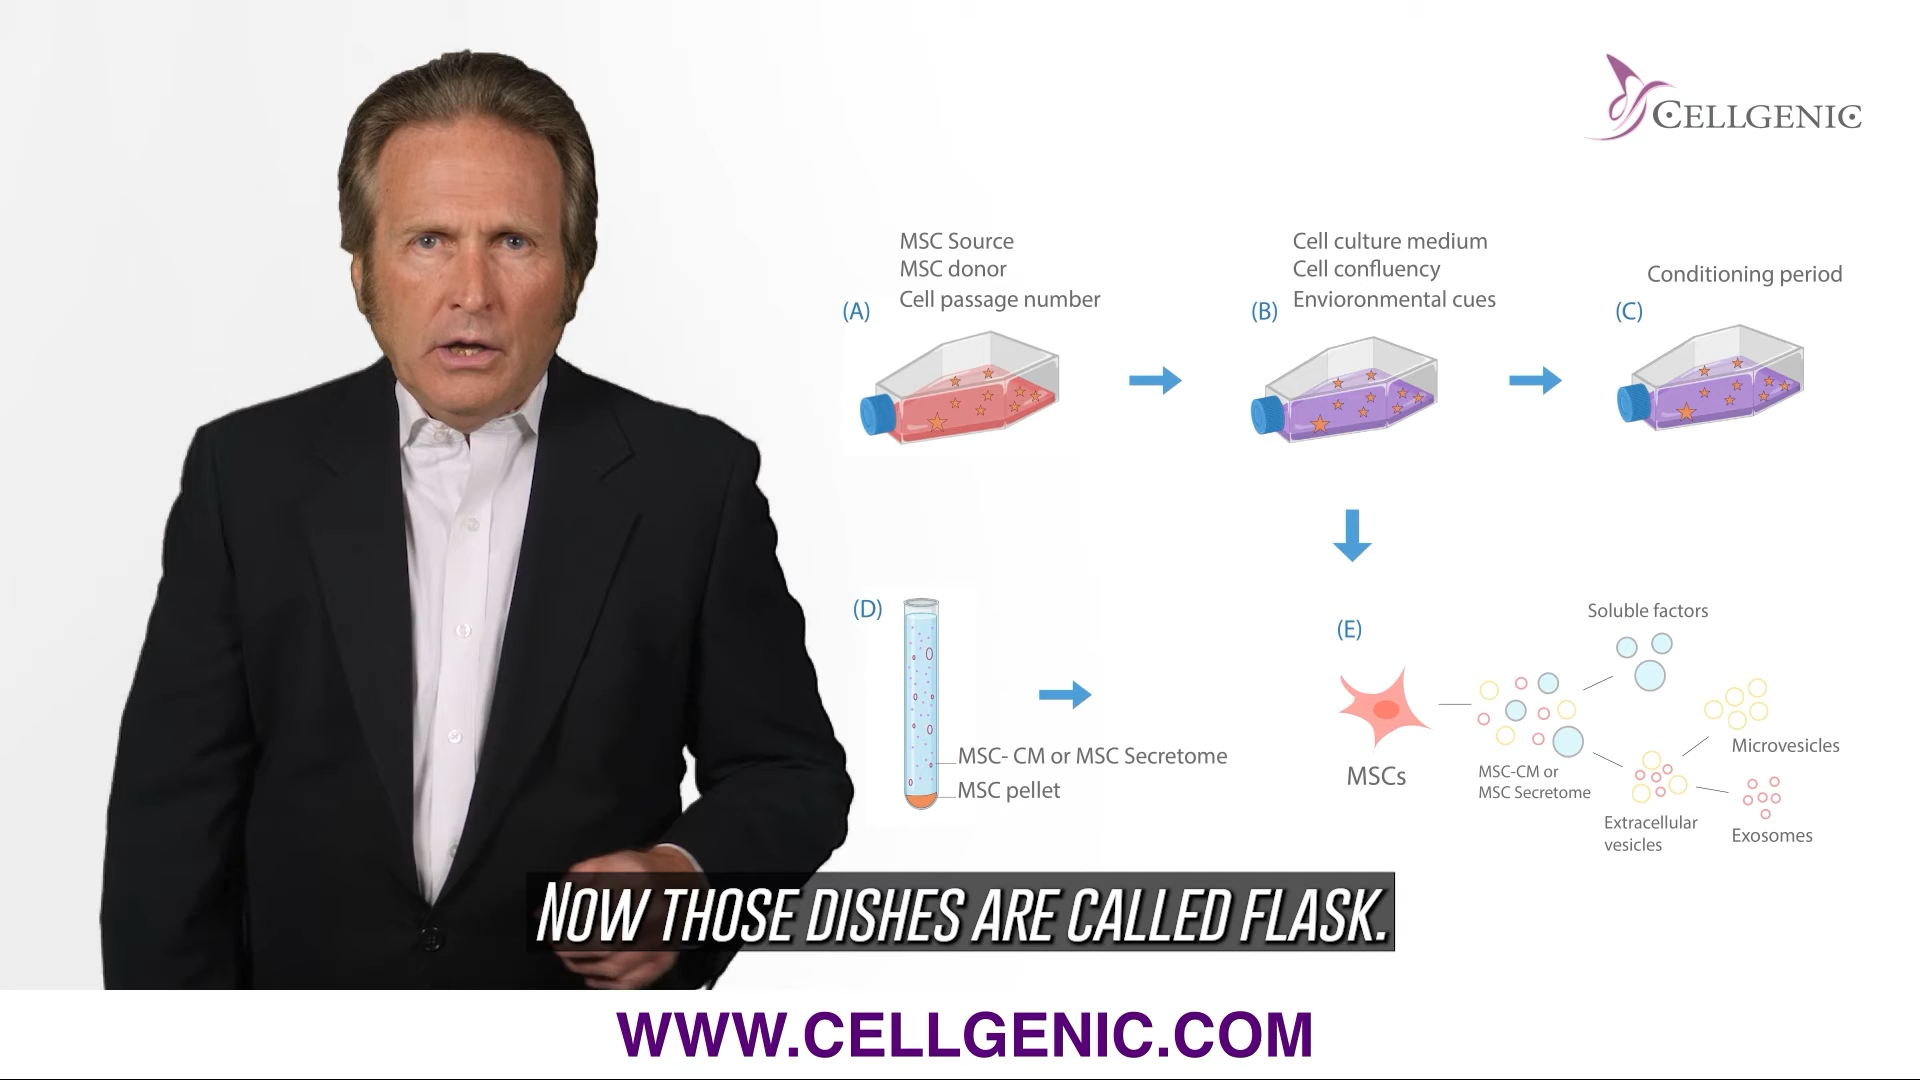 CELLGENIC
MSC Source
MSC donor
Cell passage number
(A)
Cell culture medium
Cell confluency
Envioronmental cues
(B)
Conditioning period
(C)
(D)
MSC- CM or MSC Secretome
MSC pellet
(E)
MSCs
MSC-CM or
MSC Secretome
Soluble factors
Extracellular
vesicles
Microvesicles
Exosomes
NOW THOSE DISHES ARE CALLED FLASK.
WWW.CELLGENIC.COM